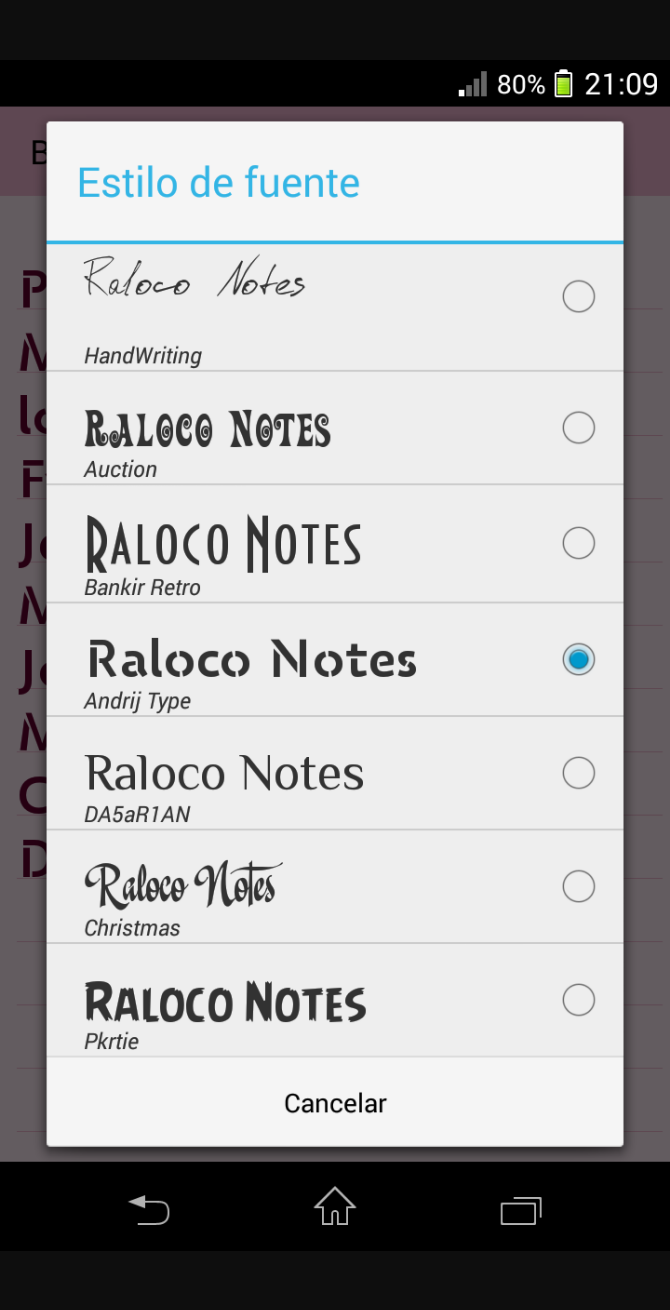 80% 21:09
Estilo de fuente
Raloco Notes
HandWriting
RALOCO NOTES
Auction
RALOCO NOTES
Bankir Retro
Raloco Notes
Andrij Type
Raloco Notes
DA5aR1AN
Raloco Notes
Christmas
RALOCO NOTES
Pkrtie
Cancelar